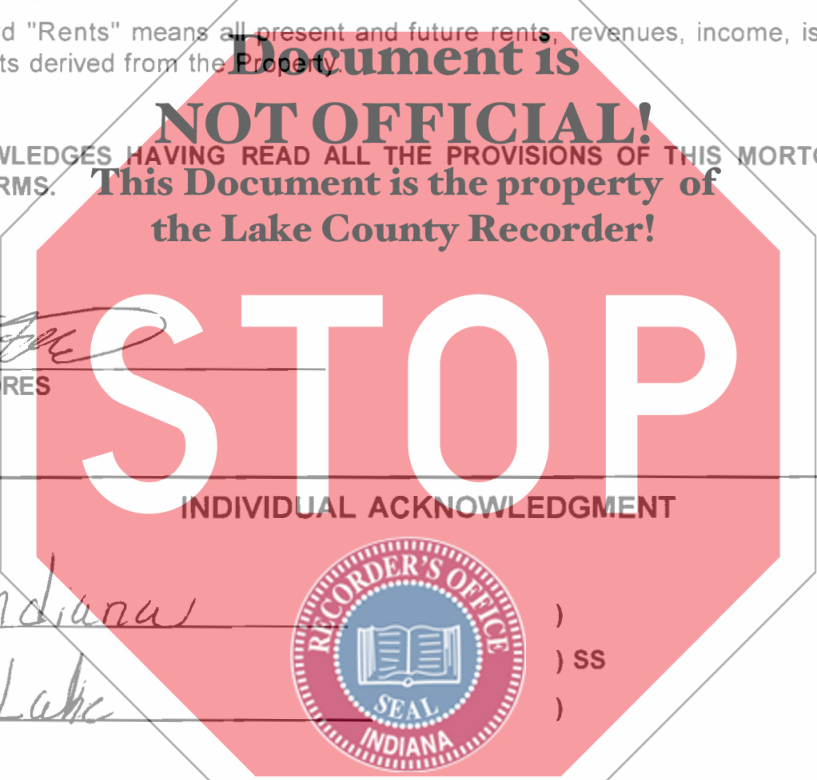 d "Rents" means all present and future rents, revenues, income, is
ts derived from the Property.
Document is
NOT OFFICIAL!
WLEDGES HAVING READ ALL THE PROVISIONS OF THIS MORTG
RMS.
This Document is the property of
the Lake County Recorder!
STOP
ORES
INDIVIDUAL ACKNOWLEDGMENT
ndiana )
) SS
Lake )
RECORDER'S OFFICE
SEAL
INDIANA